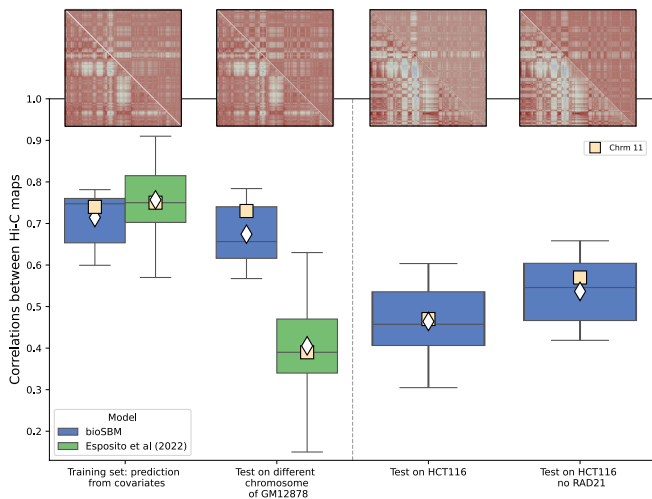 1.0
0.9
0.8
0.7
0.6
0.5
0.4
0.3
0.2
Correlations between Hi-C maps
Chrm 11
Model
bioSBM
Esposito et al (2022)
Training set: prediction
from covariates
Test on different
chromosome
of GM12878
Test on HCT116
Test on HCT116
no RAD21